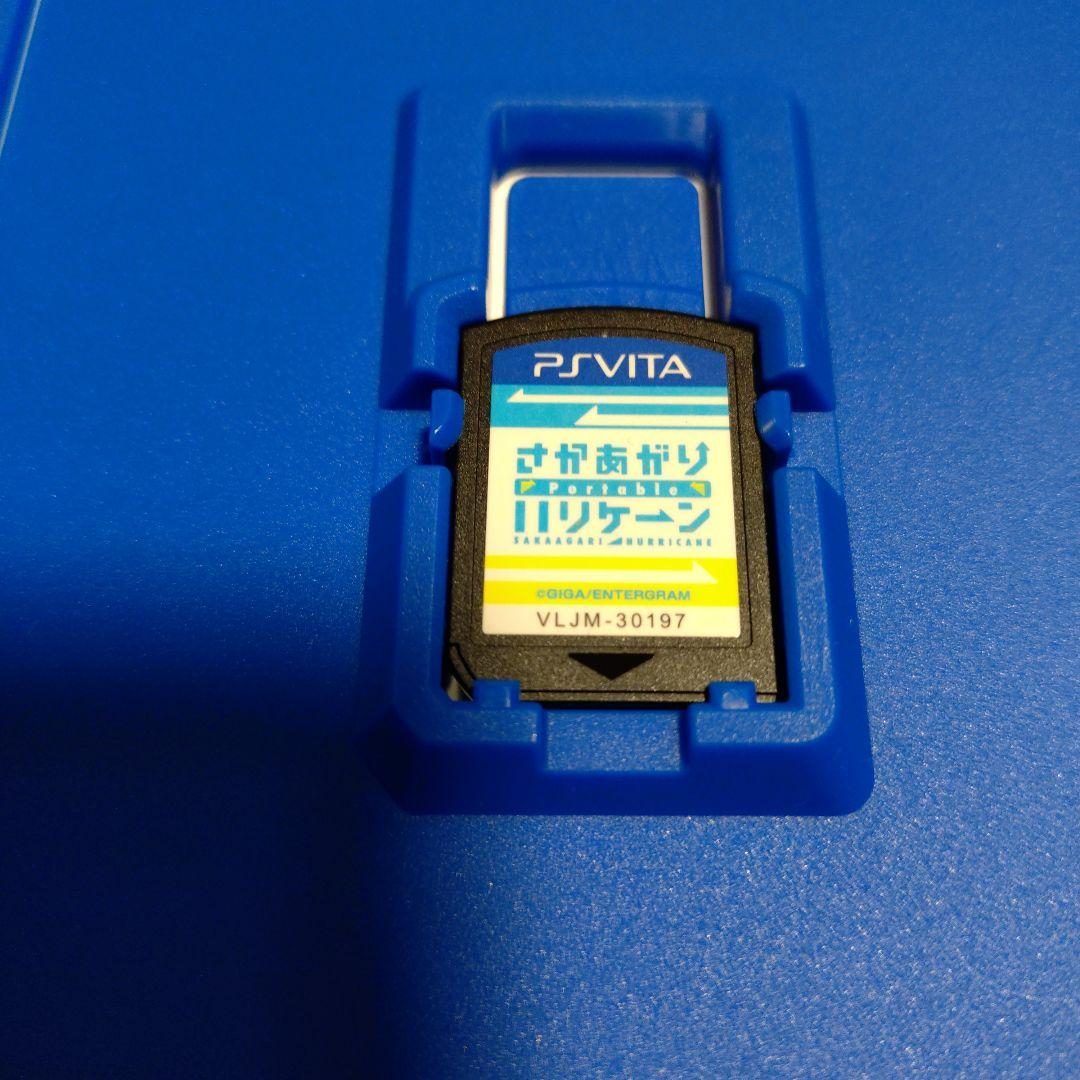 PSVITA
さかあがり
Portable
ハリケーン
SAKAAGARI HURRICANE
©GIGA/ENTERGRAM
VLJM-30197